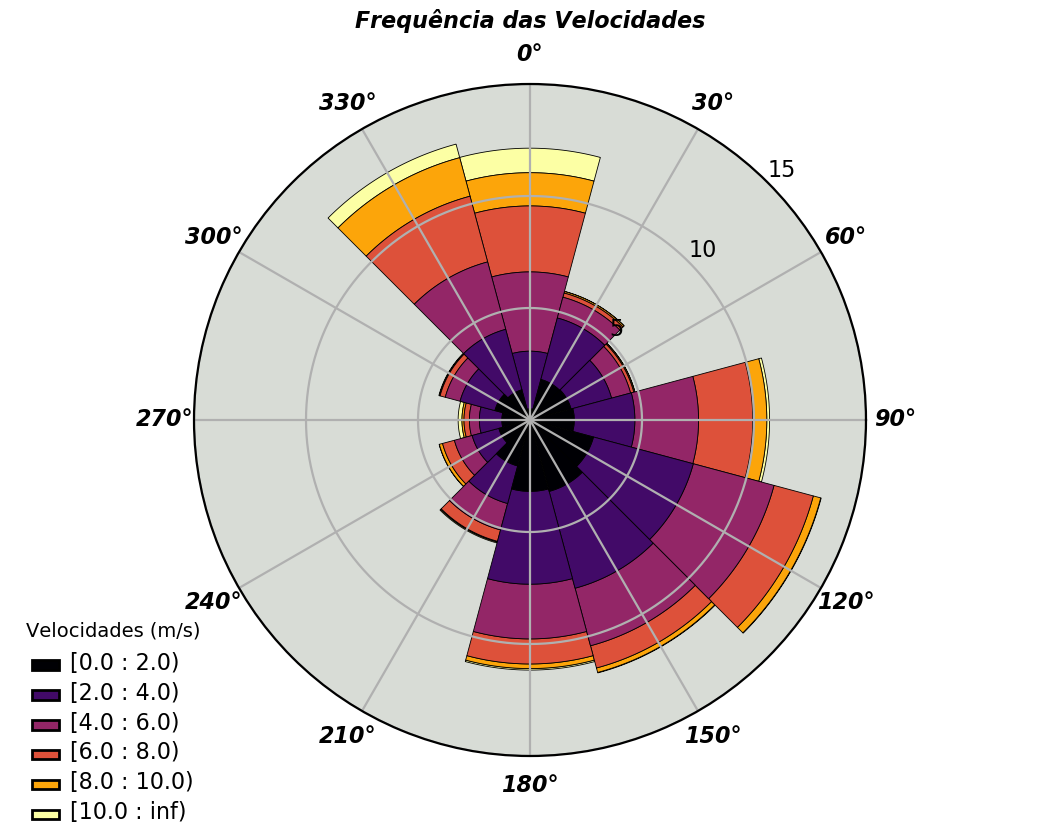 Frequência das Velocidades
0°
330°
30°
15
300°
60°
10
5
270°
90°
240°
120°
210°
150°
180°
Velocidades (m/s)
[0.0 : 2.0)
[2.0 : 4.0)
[4.0 : 6.0)
[6.0 : 8.0)
[8.0 : 10.0)
[10.0 : inf)